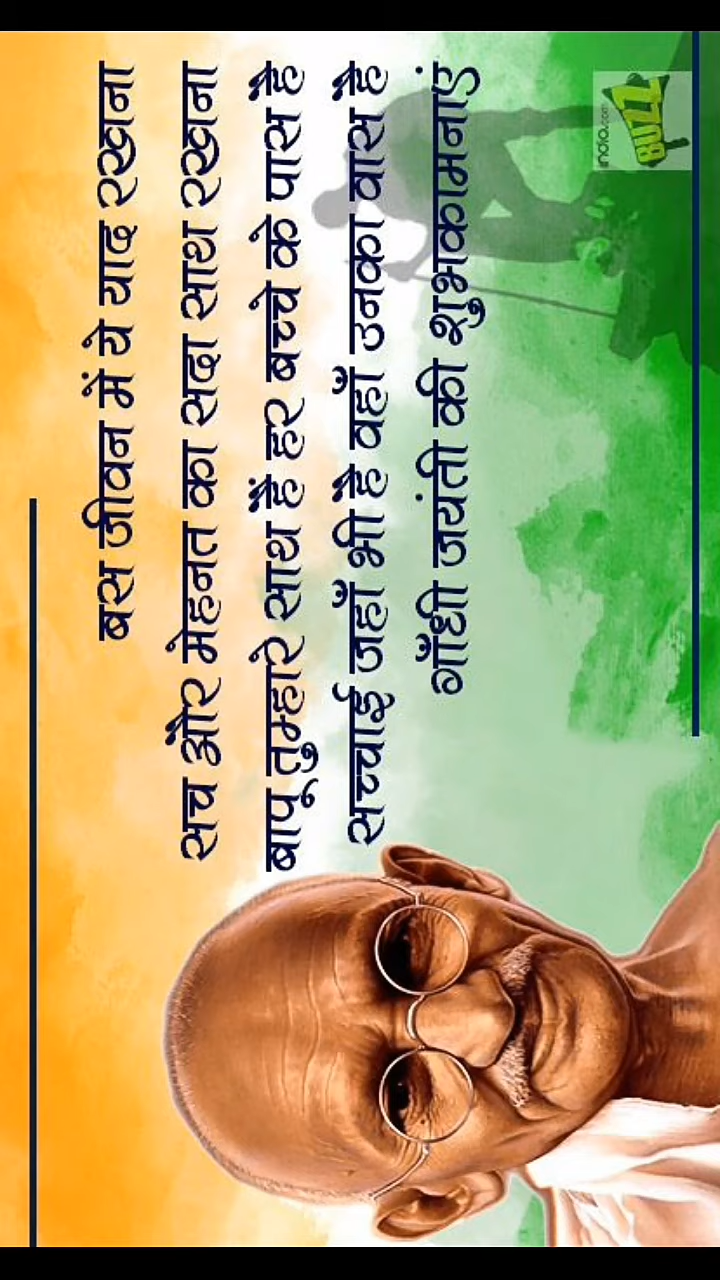 बस जीवन में ये याद रखना
सच और मेहनत का सदा साथ रखना
बापू तुम्हारे साथ हैं हर बच्चे के पास है
सच्चाई जहाँ भी है वहाँ उनका वास है
गाँधी जयंती की शुभकामनाएं
india.com
BUZZ